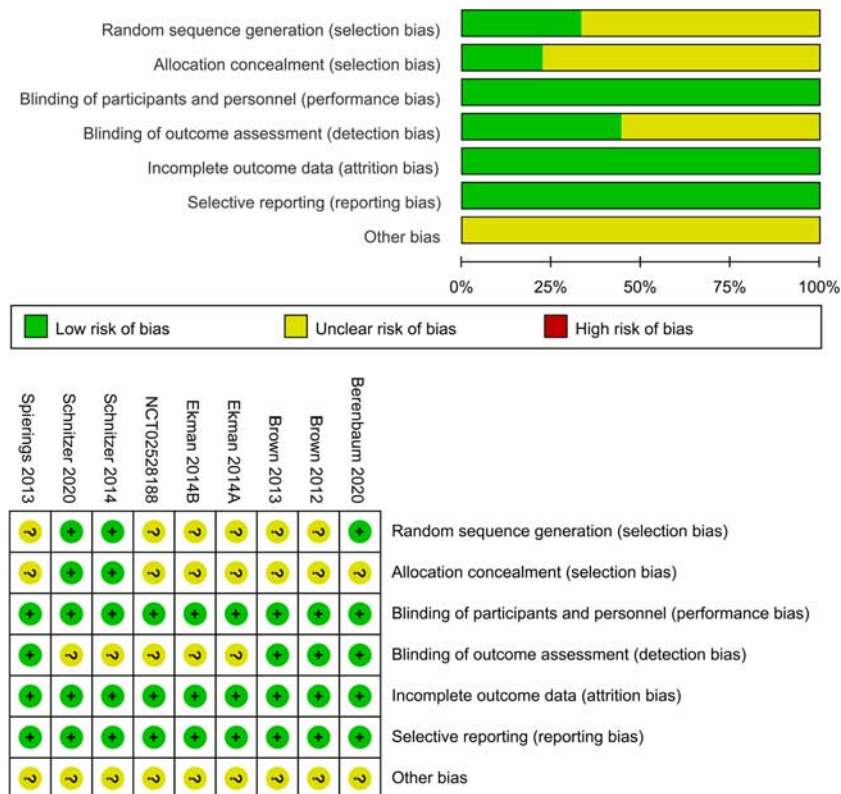 Random sequence generation (selection bias)
Allocation concealment (selection bias)
Blinding of participants and personnel (performance bias)
Blinding of outcome assessment (detection bias)
Incomplete outcome data (attrition bias)
Selective reporting (reporting bias)
Other bias
0% 25% 50% 75% 100%
Low risk of bias Unclear risk of bias High risk of bias
Spierings 2013
Schnitzer 2020
Schnitzer 2014
NCT02528188
Ekman 2014B
Ekman 2014A
Brown 2013
Brown 2012
Berenbaum 2020
? + + ? ? ? ? ? + Random sequence generation (selection bias)
? + + ? ? ? ? ? ? Allocation concealment (selection bias)
+ + + + + + + + + Blinding of participants and personnel (performance bias)
+ ? ? ? ? ? + + + Blinding of outcome assessment (detection bias)
+ + + + + + + + + Incomplete outcome data (attrition bias)
+ + + + + + + + + Selective reporting (reporting bias)
? ? ? ? ? ? ? ? ? Other bias